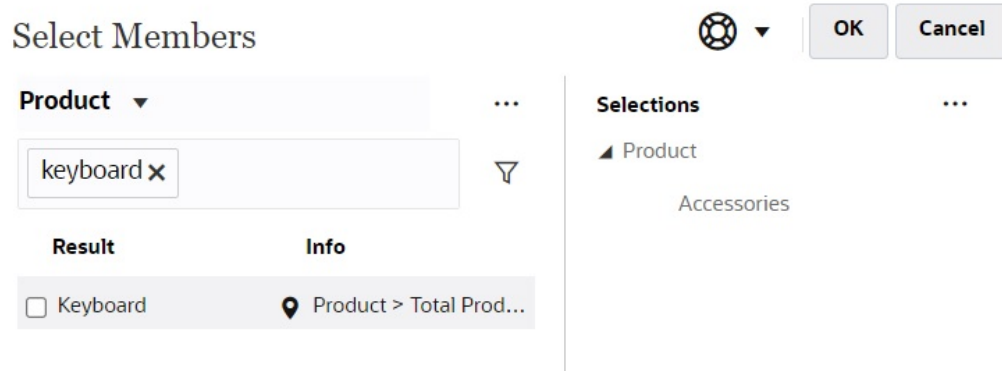 Select Members
OK
Cancel
Product
...
Selections
...
keyboard
Product
Accessories
Result
Info
Keyboard
Product > Total Prod...